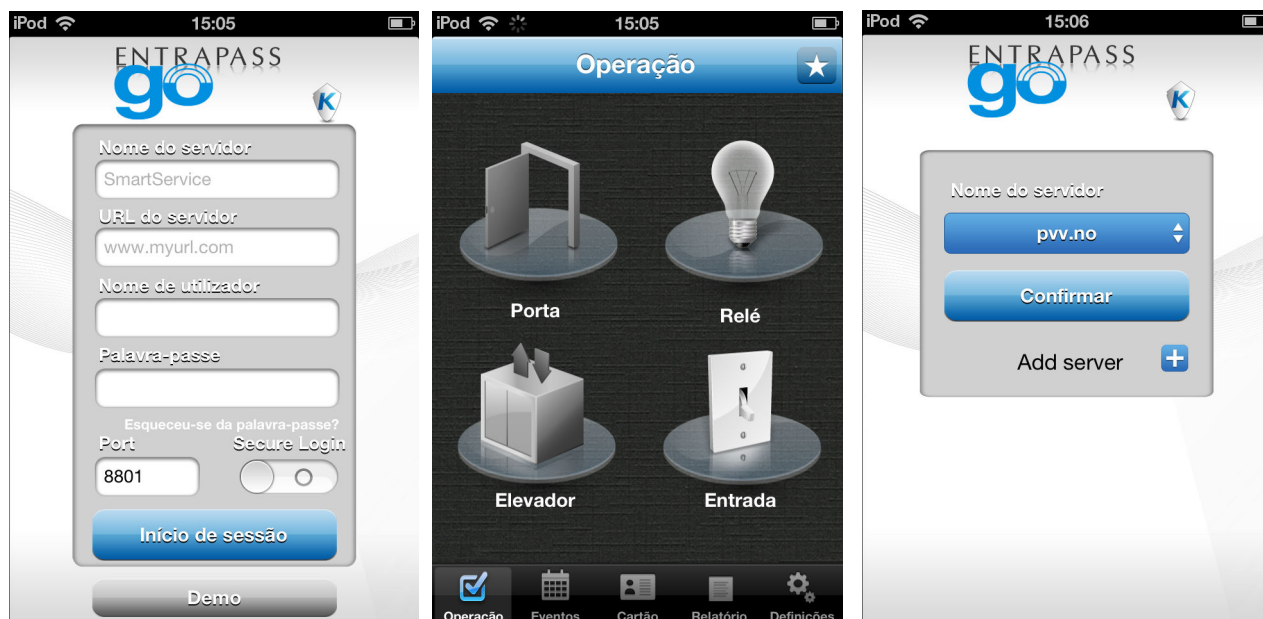 iPod 15:05
ENTRAPASS
go
K
Nome do servidor
SmartService
URL do servidor
www.myurl.com
Nome de utilizador
Palavra-passe
Esqueceu-se da palavra-passe?
Port Secure Login
8801
Início de sessão
Demo
iPod 15:05
Operação
Porta Relé
Elevador Entrada
Operação Eventos Cartão Relatório Definições
iPod 15:06
ENTRAPASS
go
K
Nome do servidor
pvv.no
Confirmar
Add server